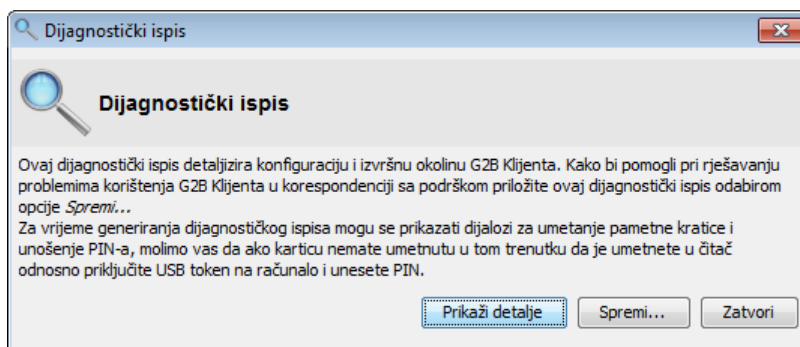 Dijagnostički ispis
Dijagnostički ispis
Ovaj dijagnostički ispis detaljizira konfiguraciju i izvršnu okolinu G2B Klijenta. Kako bi pomogli pri rješavanju
problemima korištenja G2B Klijenta u korespondenciji sa podrškom priložite ovaj dijagnostički ispis odabirom
opcije Spremi...
Za vrijeme generiranja dijagnostičkog ispisa mogu se prikazati dijalozi za umetanje pametne kratice i
unošenje PIN-a, molimo vas da ako karticu nemate umetnutu u tom trenutku da je umetnete u čitač
odnosno priključite USB token na računalo i unesete PIN.
Prikaži detalje Spremi... Zatvori